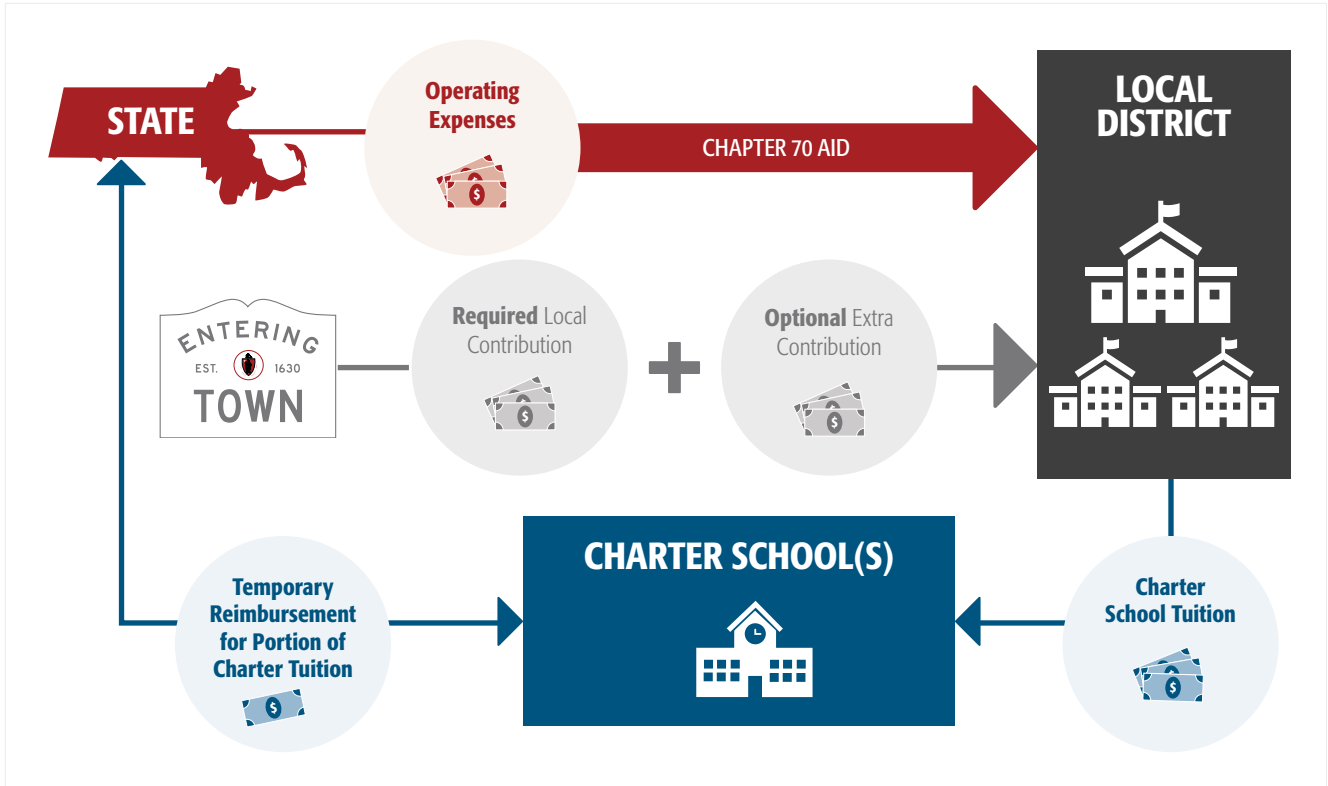 STATE
Operating
Expenses
CHAPTER 70 AID
LOCAL
DISTRICT
ENTERING
EST. 1630
TOWN
Required Local
Contribution
Optional Extra
Contribution
Temporary
Reimbursement
for Portion of
Charter Tuition
CHARTER SCHOOL(S)
Charter
School Tuition
$
$
$
$
$